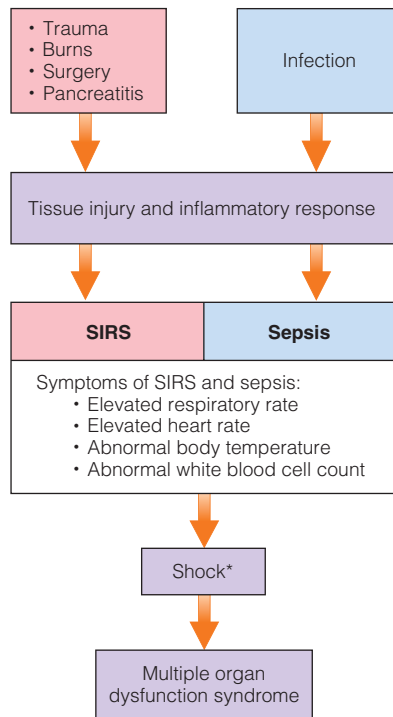 • Trauma
• Burns
• Surgery
• Pancreatitis
Infection
Tissue injury and inflammatory response
SIRS
Sepsis
Symptoms of SIRS and sepsis:
• Elevated respiratory rate
• Elevated heart rate
• Abnormal body temperature
• Abnormal white blood cell count
Shock*
Multiple organ
dysfunction syndrome